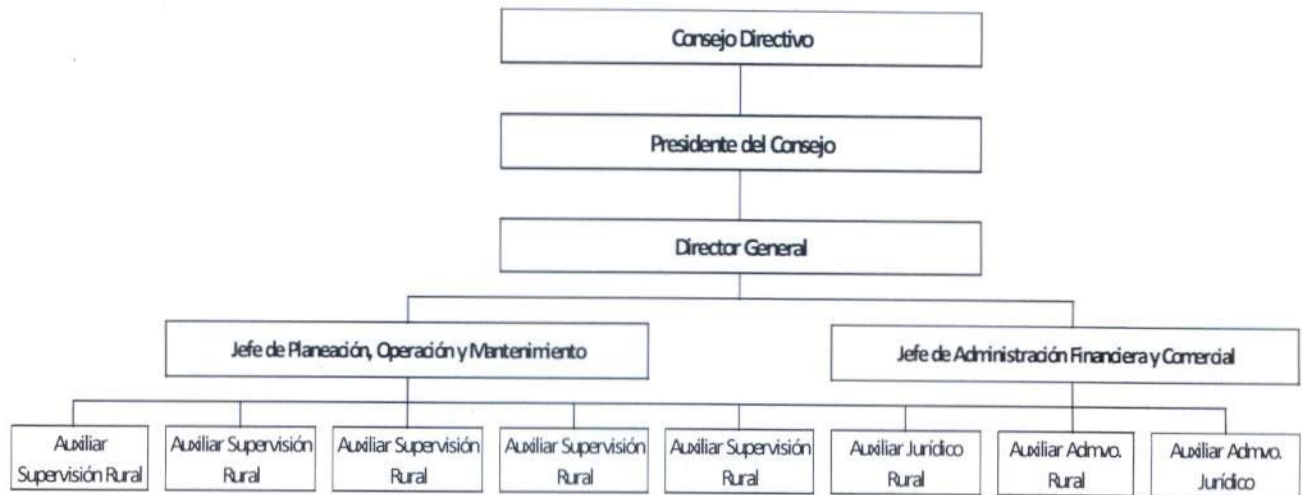 Consejo Directivo
Presidente del Consejo
Director General
Jefe de Planeación, Operación y Mantenimiento
Jefe de Administración Financiera y Comercial
Auxiliar
Supervisión Rural
Auxiliar Supervisión
Rural
Auxiliar Supervisión
Rural
Auxiliar Supervisión
Rural
Auxiliar Supervisión
Rural
Auxiliar Jurídico
Rural
Auxiliar Admvo.
Rural
Auxiliar Admvo.
Jurídico